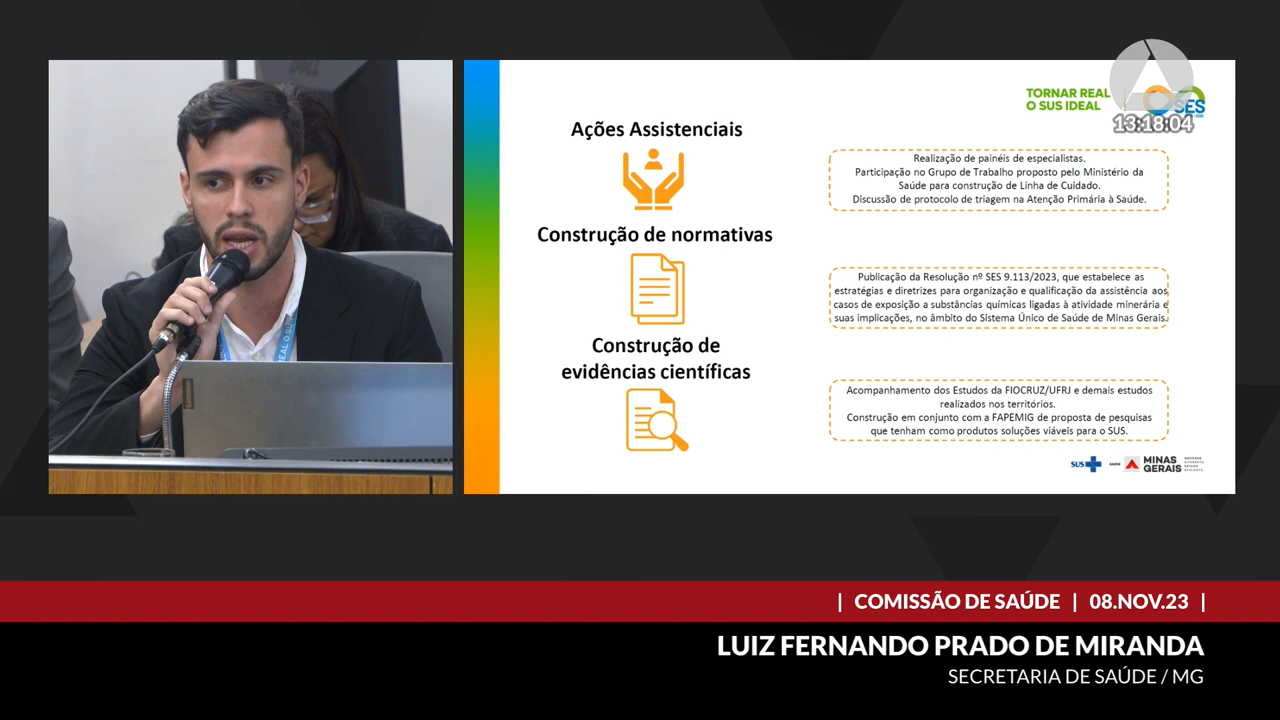 TORNAR REAL
O SUS IDEAL
SES
13:18:04
Ações Assistenciais
Realização de painéis de especialistas.
Participação no Grupo de Trabalho proposto pelo Ministério da
Saúde para construção de Linha de Cuidado.
Discussão de protocolo de triagem na Atenção Primária à Saúde.
Construção de normativas
Publicação da Resolução nº SES 9.113/2023, que estabelece as
estratégias e diretrizes para organização e qualificação da assistência aos
casos de exposição a substâncias químicas ligadas à atividade minerária e
suas implicações, no âmbito do Sistema Único de Saúde de Minas Gerais.
Construção de
evidências científicas
Acompanhamento dos Estudos da FIOCRUZ/UFRJ e demais estudos
realizados nos territórios.
Construção em conjunto com a FAPEMIG de proposta de pesquisas
que tenham como produtos soluções viáveis para o SUS.
SUS
SAÚDE
MINAS
GERAIS
| COMISSÃO DE SAÚDE | 08.NOV.23 |
LUIZ FERNANDO PRADO DE MIRANDA
SECRETARIA DE SAÚDE / MG